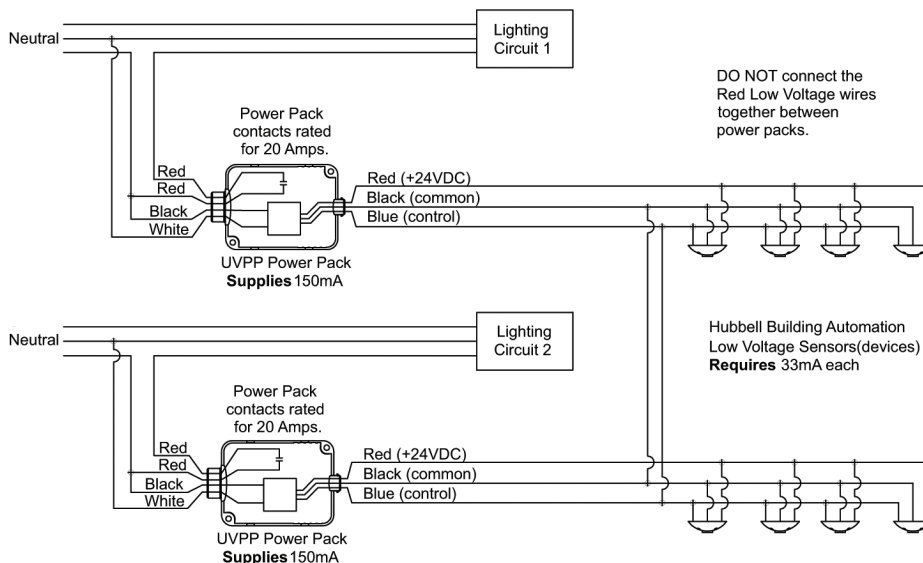 Neutral
Lighting
Circuit 1
DO NOT connect the
Red Low Voltage wires
together between
power packs.
Power Pack
contacts rated
for 20 Amps.
Red
Red
Black
White
Red (+24VDC)
Black (common)
Blue (control)
UVPP Power Pack
Supplies 150mA
Neutral
Lighting
Circuit 2
Hubbell Building Automation
Low Voltage Sensors(devices)
Requires 33mA each
Power Pack
contacts rated
for 20 Amps.
Red
Red
Black
White
Red (+24VDC)
Black (common)
Blue (control)
UVPP Power Pack
Supplies 150mA